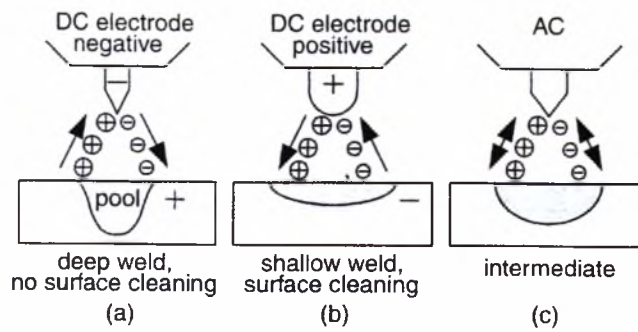 DC electrode
negative
−
⊕ ⊖
⊕ ⊖
⊕ ⊖
pool +
deep weld,
no surface cleaning
(a)
DC electrode
positive
+
⊕ ⊖
⊕ ⊖
⊕ ⊖
−
shallow weld,
surface cleaning
(b)
AC
⊕ ⊖
⊕ ⊖
⊕ ⊖
intermediate
(c)